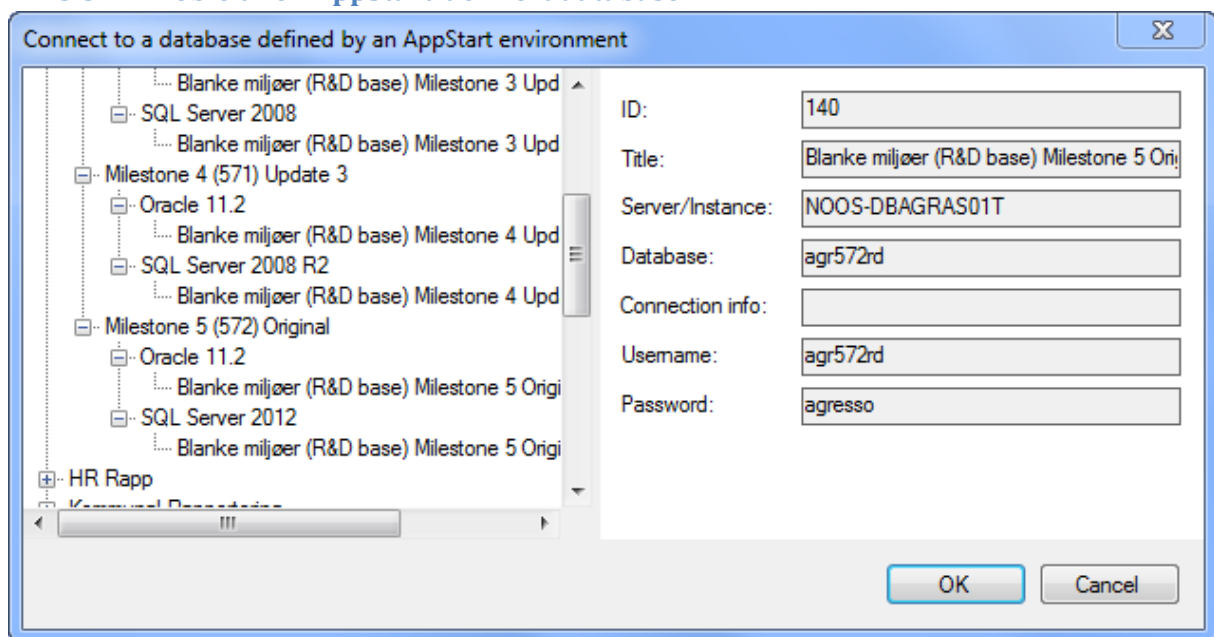 Connect to a database defined by an AppStart environment
Blanke miljøer (R&D base) Milestone 3 Upd
SQL Server 2008
Blanke miljøer (R&D base) Milestone 3 Upd
Milestone 4 (571) Update 3
Oracle 11.2
Blanke miljøer (R&D base) Milestone 4 Upd
SQL Server 2008 R2
Blanke miljøer (R&D base) Milestone 4 Upd
Milestone 5 (572) Original
Oracle 11.2
Blanke miljøer (R&D base) Milestone 5 Origi
SQL Server 2012
Blanke miljøer (R&D base) Milestone 5 Origi
HR Rapp
ID: 140
Title: Blanke miljøer (R&D base) Milestone 5 Orig
Server/Instance: NOOS-DBAGRAS01T
Database: agr572rd
Connection info:
Username: agr572rd
Password: agresso
OK Cancel